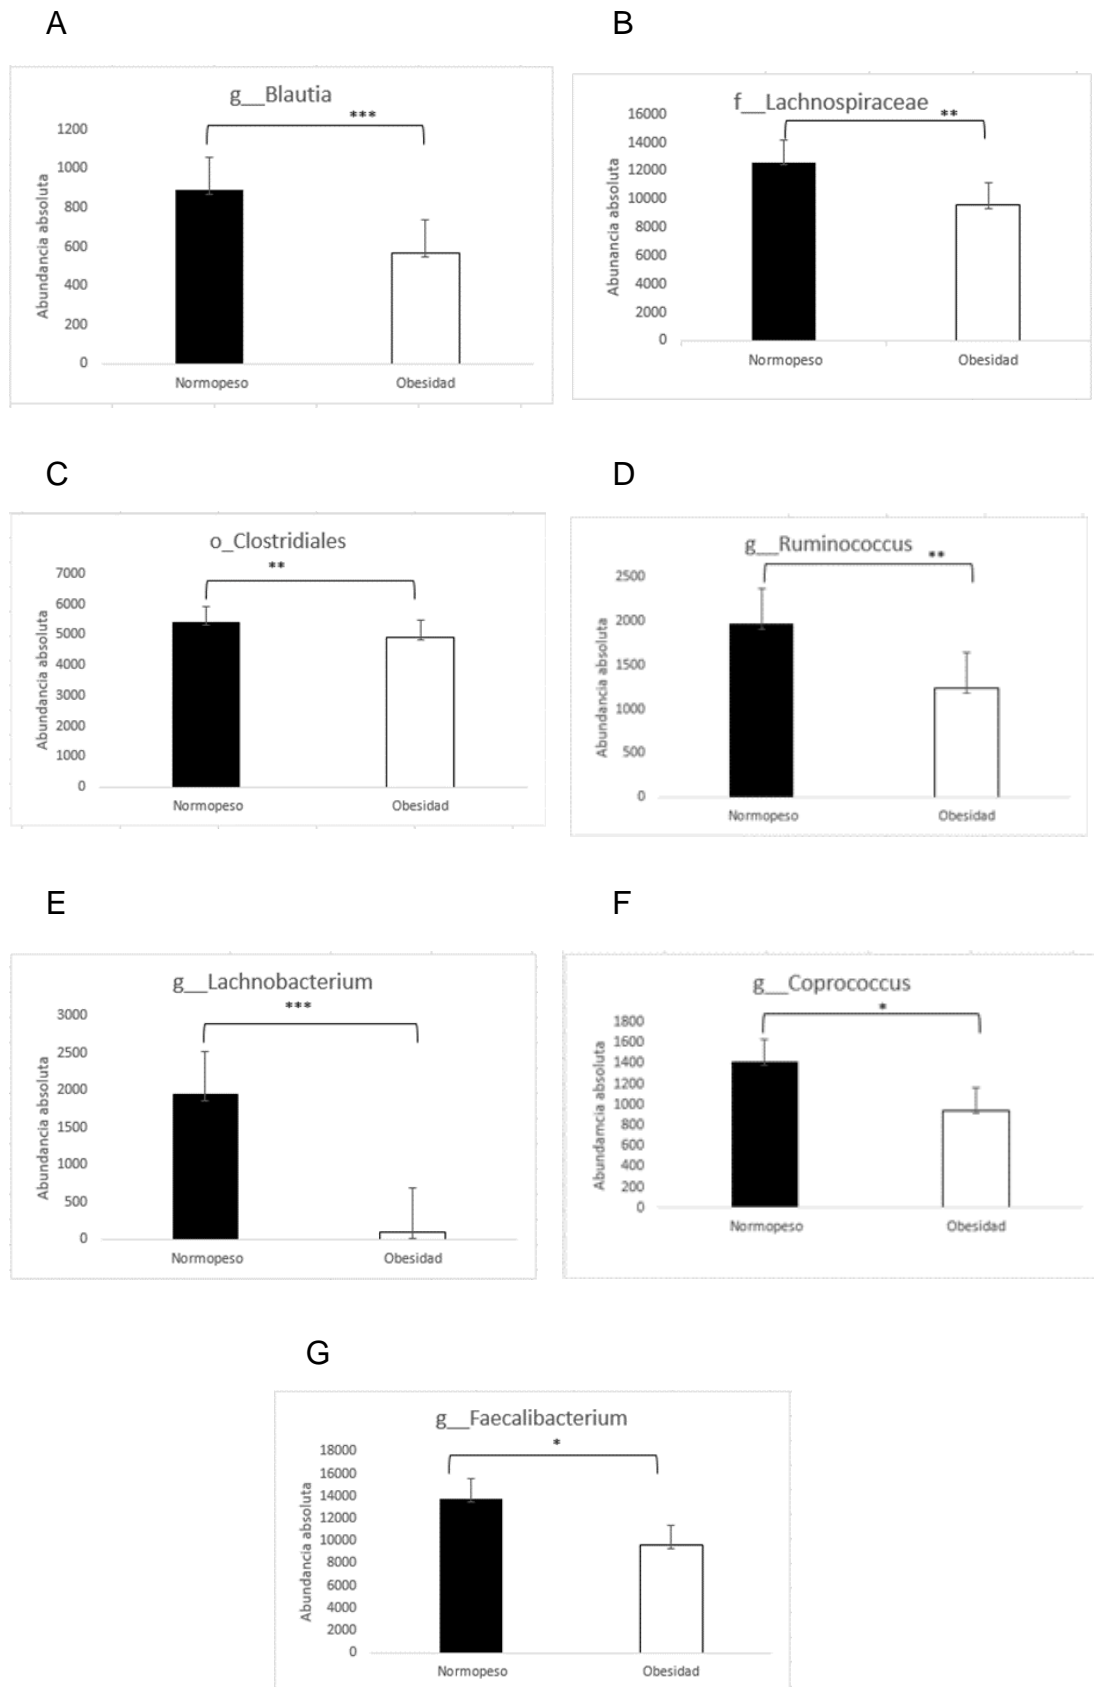 A
g__Blautia
***
1200
1000
800
600
400
200
0
Abundancia absoluta
Normopeso Obesidad
B
f__Lachnospiraceae
**
16000
14000
12000
10000
8000
6000
4000
2000
0
Abunancia absoluta
Normopeso Obesidad
C
o_Clostridiales
**
7000
6000
5000
4000
3000
2000
1000
0
Abundancia absoluta
Normopeso Obesidad
D
g__Ruminococcus
**
2500
2000
1500
1000
500
0
Abundancia absoluta
Normopeso Obesidad
E
g__Lachnobacterium
***
3000
2500
2000
1500
1000
500
0
Abundancia absoluta
Normopeso Obesidad
F
g__Coprococcus
*
1800
1600
1400
1200
1000
800
600
400
200
0
Abundamcia absoluta
Normopeso Obesidad
G
g__Faecalibacterium
*
18000
16000
14000
12000
10000
8000
6000
4000
2000
0
Abundancia absoluta
Normopeso Obesidad